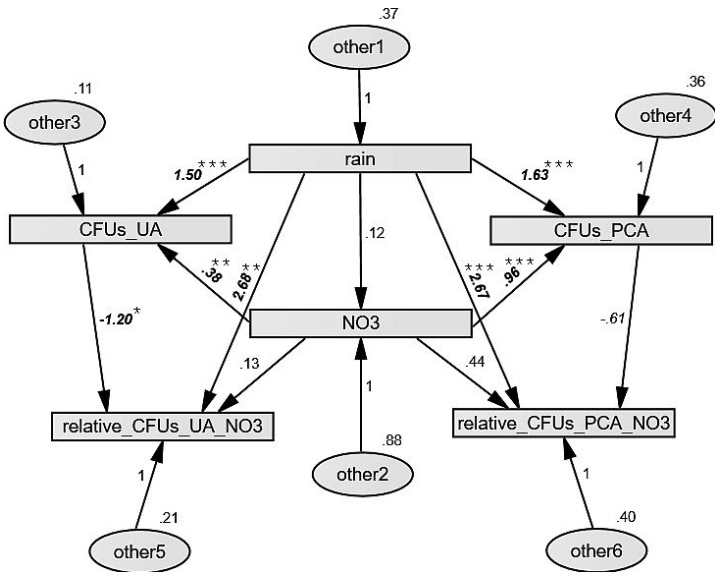 .37
other1
.11
other3
.36
other4
1
1
1
rain
1.50***
1.63***
CFUs_UA
CFUs_PCA
.12
.38**
2.68**
2.67***
.96***
-1.20*
NO3
-.61
.13
.44
1
relative_CFUs_UA_NO3
relative_CFUs_PCA_NO3
.88
other2
1
1
.21
other5
.40
other6